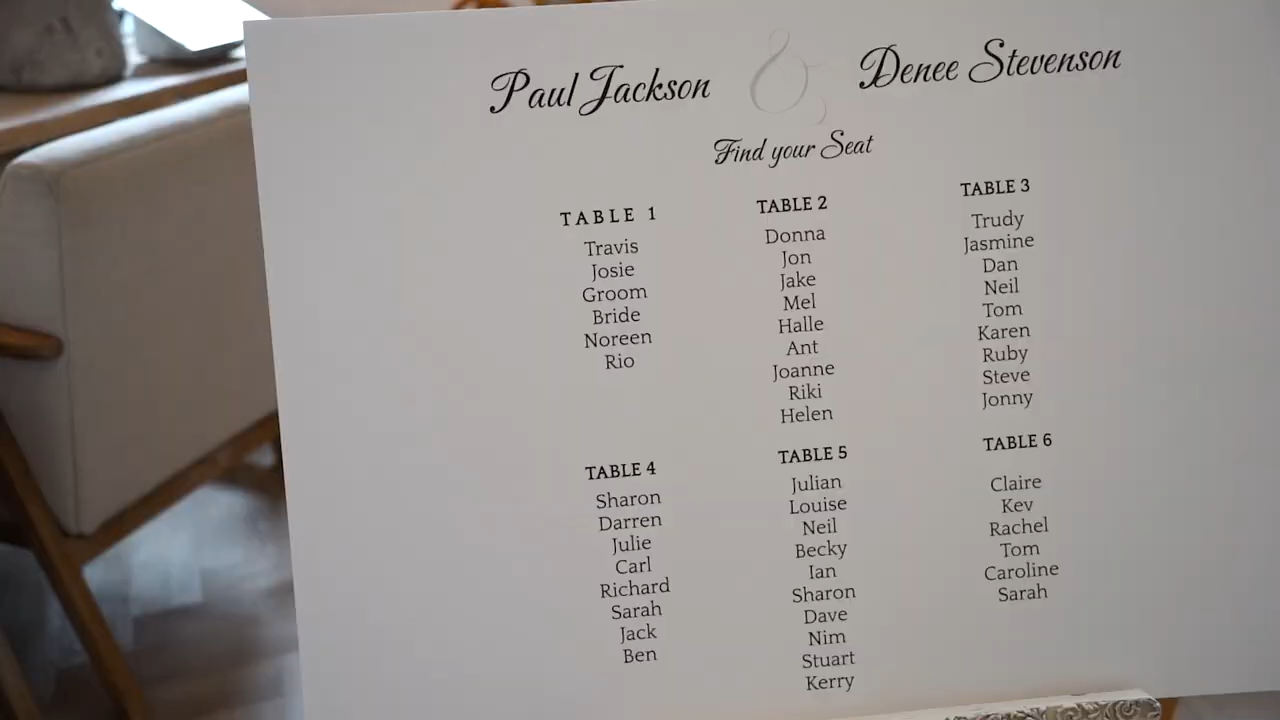 Paul Jackson & Denee Stevenson
Find your Seat
TABLE 1
Travis
Josie
Groom
Bride
Noreen
Rio
TABLE 2
Donna
Jon
Jake
Mel
Halle
Ant
Joanne
Riki
Helen
TABLE 3
Trudy
Jasmine
Dan
Neil
Tom
Karen
Ruby
Steve
Jonny
TABLE 4
Sharon
Darren
Julie
Carl
Richard
Sarah
Jack
Ben
TABLE 5
Julian
Louise
Neil
Becky
Ian
Sharon
Dave
Nim
Stuart
Kerry
TABLE 6
Claire
Kev
Rachel
Tom
Caroline
Sarah